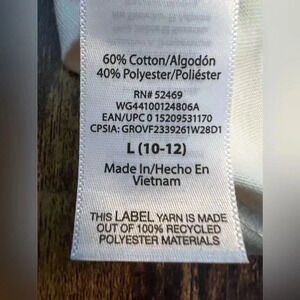 60% Cotton/Algodón
40% Polyester/Poliéster
RN# 52469
WG44100124806A
EAN/UPC 0 15209531170
CPSIA: GROVF2339261W28D1
L (10-12)
Made In/Hecho En
Vietnam
THIS LABEL YARN IS MADE
OUT OF 100% RECYCLED
POLYESTER MATERIALS